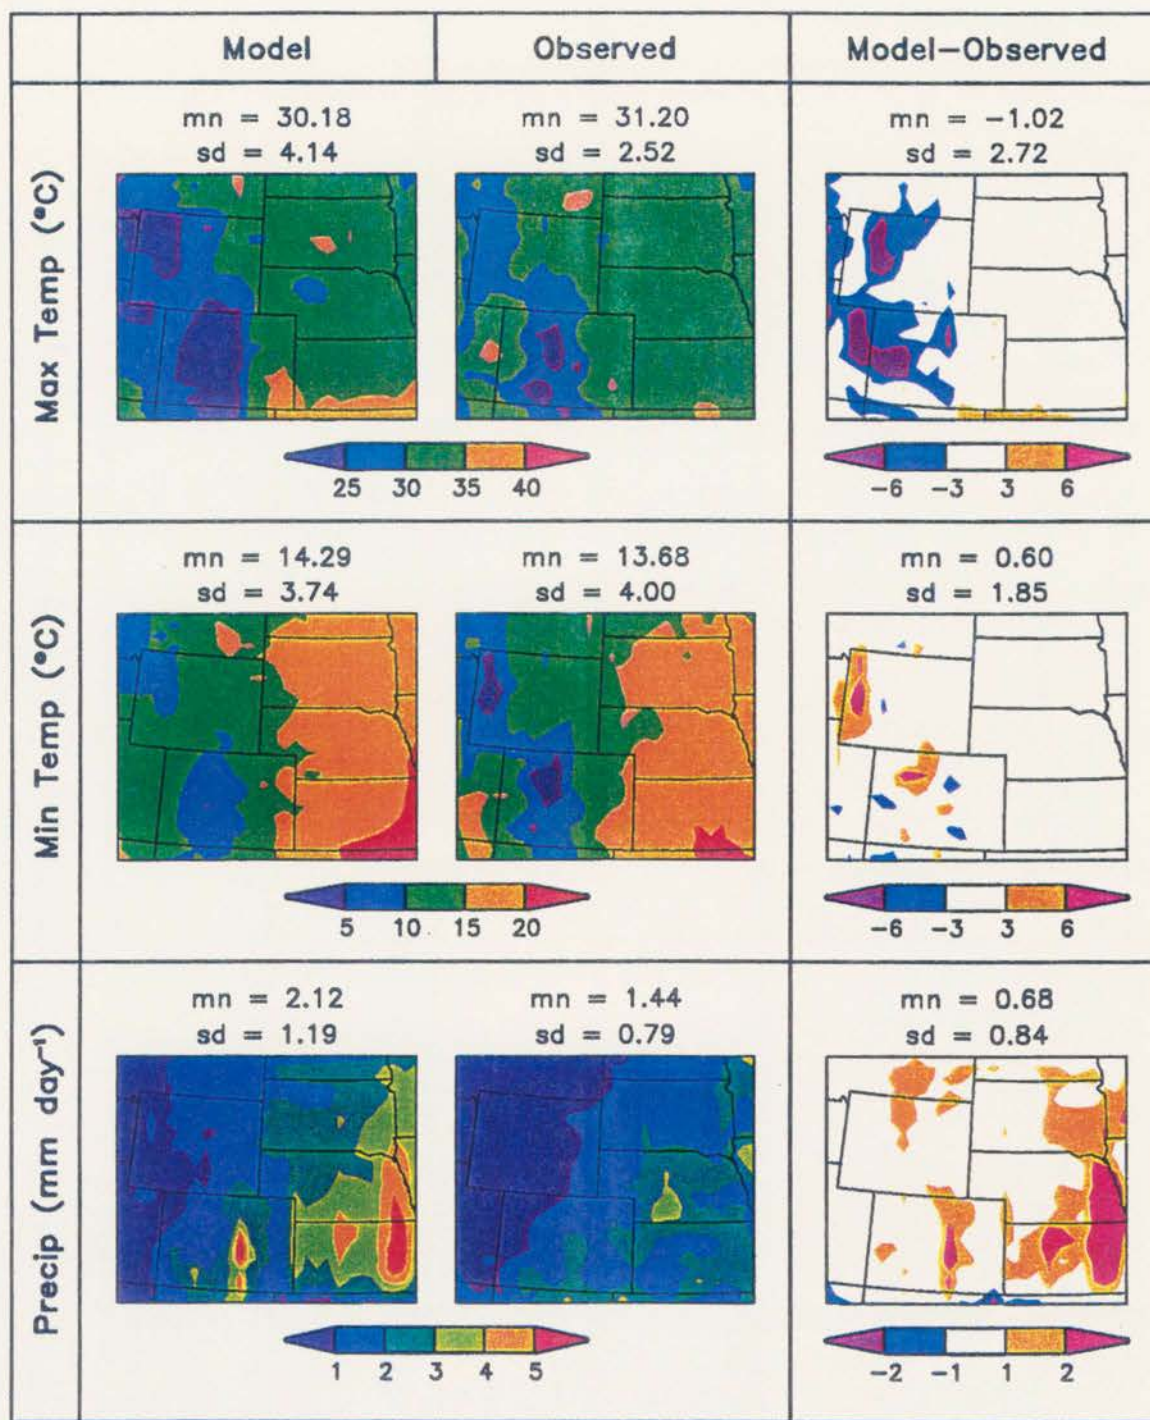 Model Observed Model-Observed
Max Temp (°C)
mn = 30.18
sd = 4.14
mn = 31.20
sd = 2.52
mn = -1.02
sd = 2.72
25 30 35 40
-6 -3 3 6
Min Temp (°C)
mn = 14.29
sd = 3.74
mn = 13.68
sd = 4.00
mn = 0.60
sd = 1.85
5 10 15 20
-6 -3 3 6
Precip (mm day⁻¹)
mn = 2.12
sd = 1.19
mn = 1.44
sd = 0.79
mn = 0.68
sd = 0.84
1 2 3 4 5
-2 -1 1 2